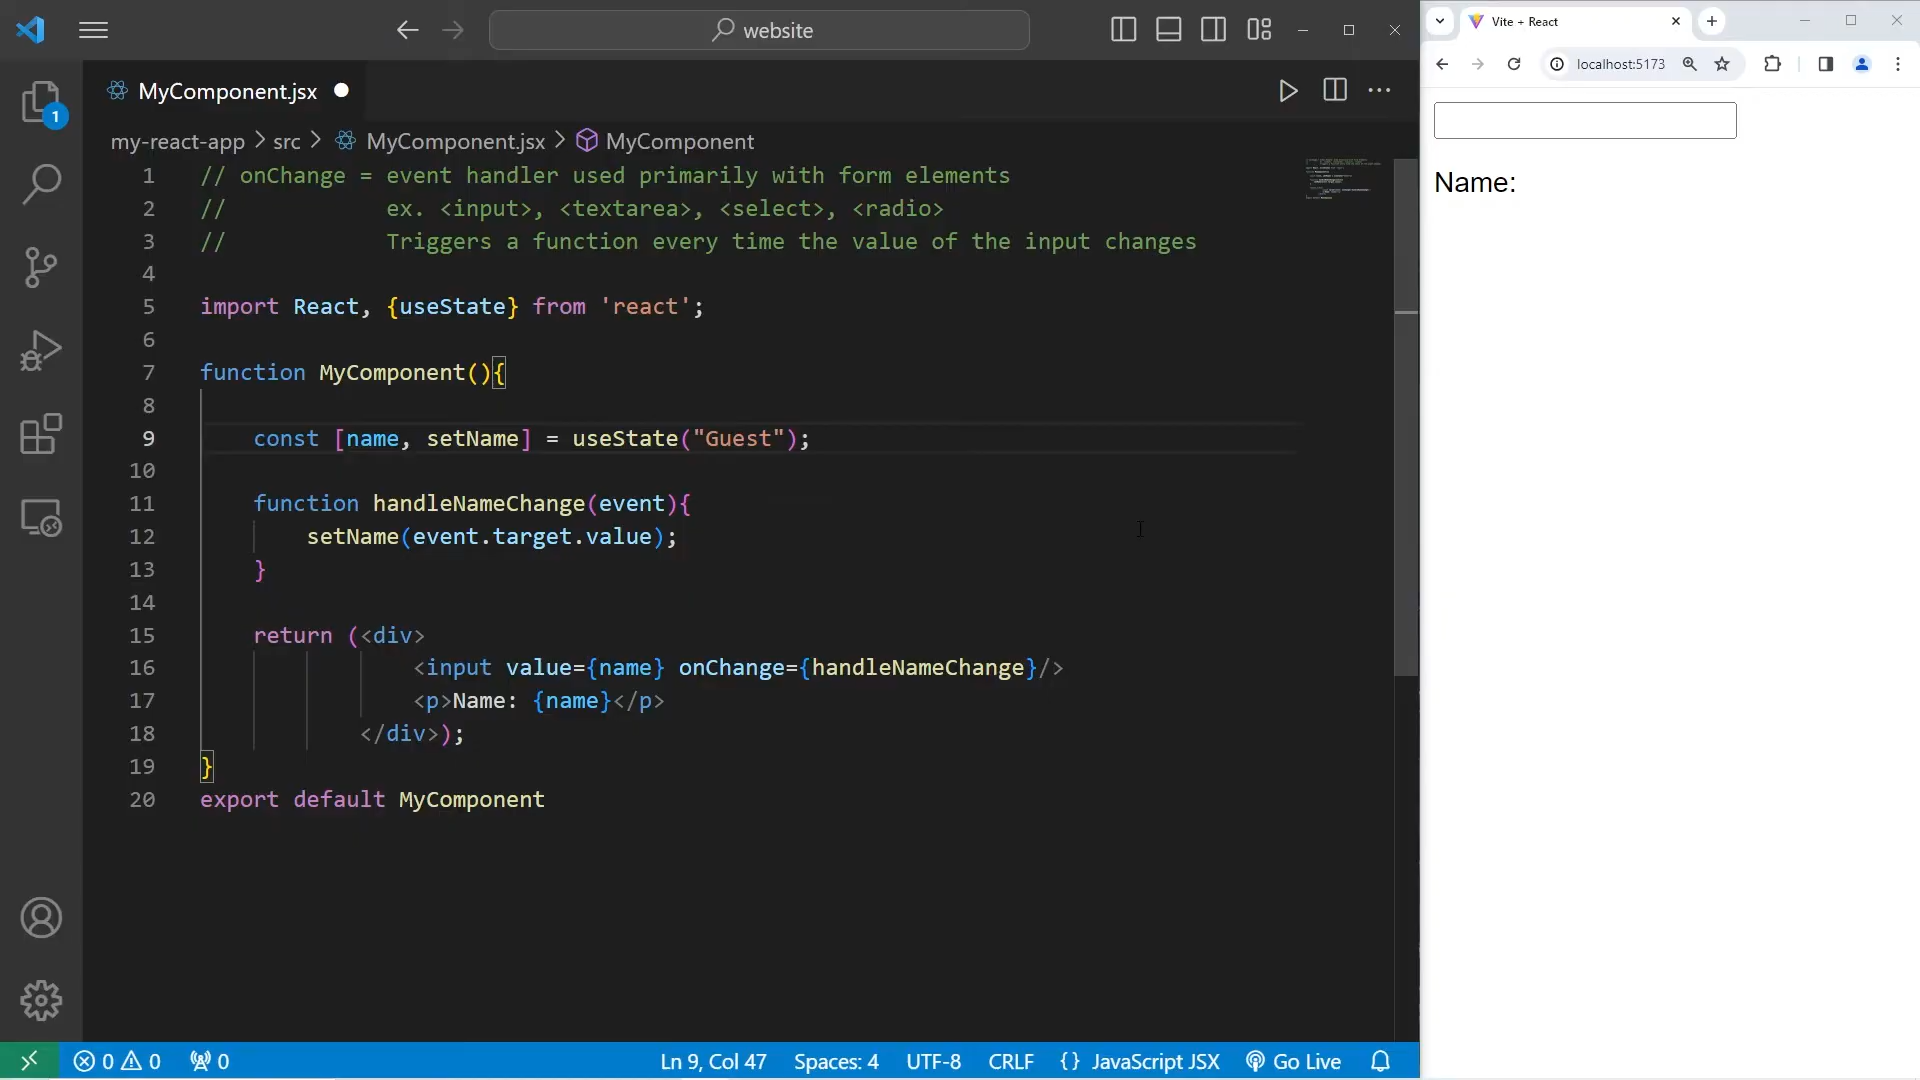 website
MyComponent.jsx
my-react-app > src > MyComponent.jsx > MyComponent
1 // onChange = event handler used primarily with form elements
2 //            ex. <input>, <textarea>, <select>, <radio>
3 //            Triggers a function every time the value of the input changes
4
5 import React, {useState} from 'react';
6
7 function MyComponent(){
8
9     const [name, setName] = useState("Guest");
10
11     function handleNameChange(event){
12         setName(event.target.value);
13     }
14
15     return (<div>
16                 <input value={name} onChange={handleNameChange}/>
17                 <p>Name: {name}</p>
18             </div>);
19 }
20 export default MyComponent
1
0 0 0 Ln 9, Col 47 Spaces: 4 UTF-8 CRLF {} JavaScript JSX Go Live
Vite + React
localhost:5173
Name: